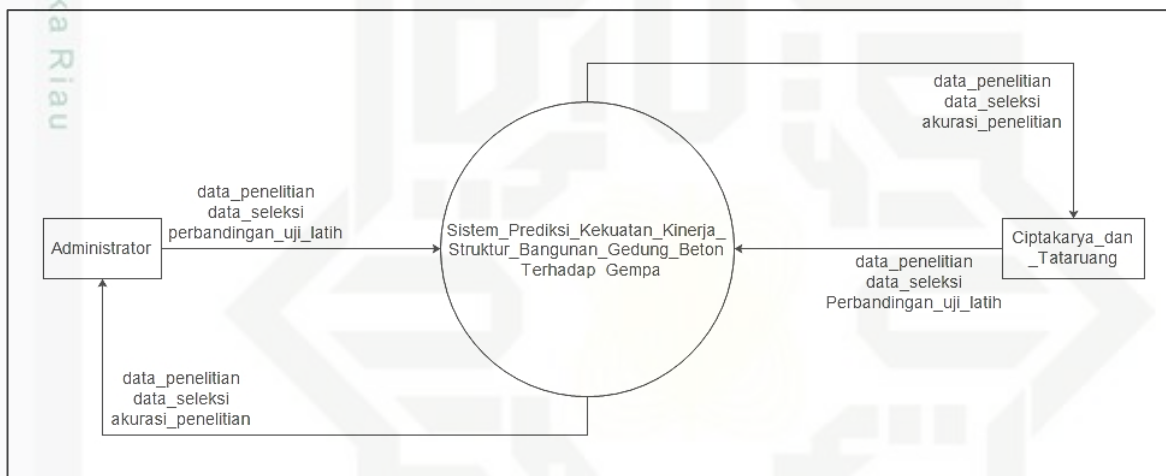 ka Riau
data_penelitian
data_seleksi
akurasi_penelitian
data_penelitian
data_seleksi
perbandingan_uji_latih
Administrator
Sistem_Prediksi_Kekuatan_Kinerja_
Struktur_Bangunan_Gedung_Beton
Terhadap Gempa
Ciptakarya_dan
_Tataruang
data_penelitian
data_seleksi
Perbandingan_uji_latih
data_penelitian
data_seleksi
akurasi_penelitian